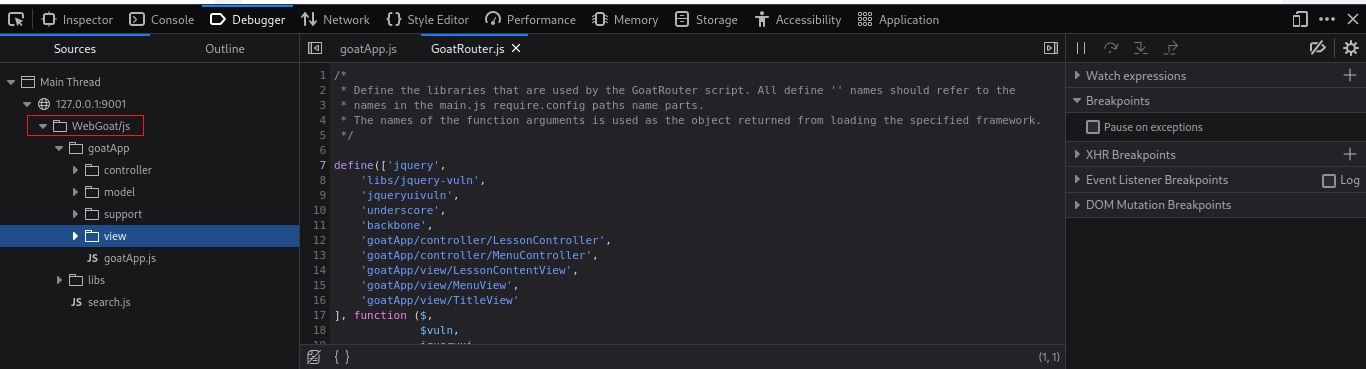 Inspector Console Debugger Network Style Editor Performance Memory Storage Accessibility Application
Sources Outline
Main Thread
127.0.0.1:9001
WebGoat/js
goatApp
controller
model
support
view
JS goatApp.js
libs
JS search.js
goatApp.js GoatRouter.js
1 /*
2 * Define the libraries that are used by the GoatRouter script. All define '' names should refer to the
3 * names in the main.js require.config paths name parts.
4 * The names of the function arguments is used as the object returned from loading the specified framework.
5 */
6
7 define(['jquery',
8 'libs/jquery-vuln',
9 'jqueryuivuln',
10 'underscore',
11 'backbone',
12 'goatApp/controller/LessonController',
13 'goatApp/controller/MenuController',
14 'goatApp/view/LessonContentView',
15 'goatApp/view/MenuView',
16 'goatApp/view/TitleView'
17 ], function ($,
18 $vuln,
{ } (1, 1)
Watch expressions
Breakpoints
Pause on exceptions
XHR Breakpoints
Event Listener Breakpoints Log
DOM Mutation Breakpoints